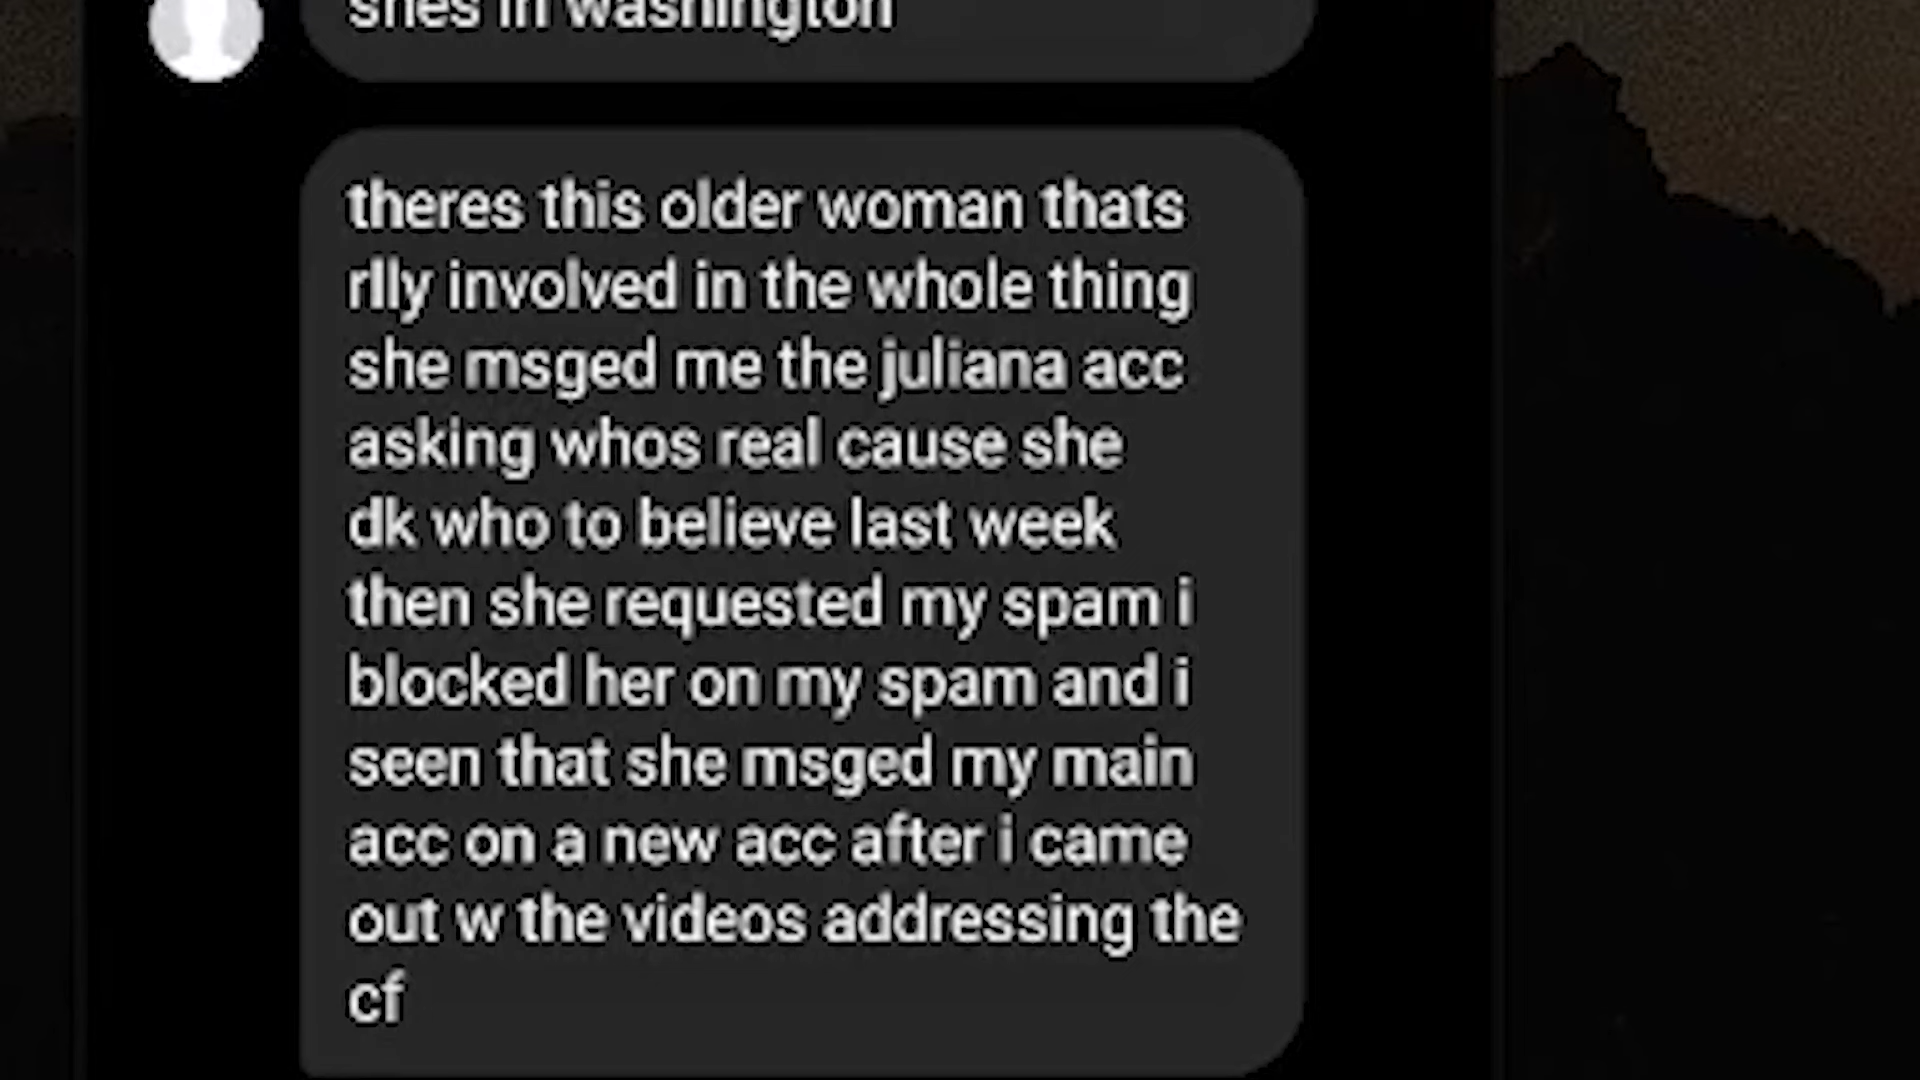 shes in washington
theres this older woman thats
rlly involved in the whole thing
she msged me the juliana acc
asking whos real cause she
dk who to believe last week
then she requested my spam i
blocked her on my spam and i
seen that she msged my main
acc on a new acc after i came
out w the videos addressing the
cf